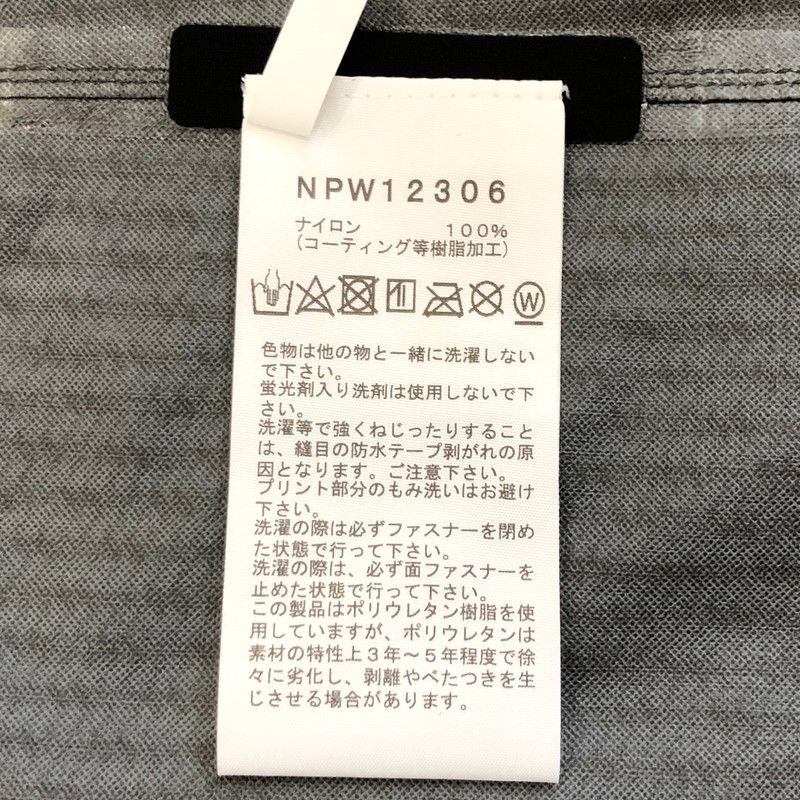 NPW12306
ナイロン 100%
(コーティング等樹脂加工)
W
色物は他の物と一緒に洗濯しない
で下さい。
蛍光剤入り洗剤は使用しないで下
さい。
洗濯等で強くねじったりすること
は、縫目の防水テープ剥がれの原
因となります。ご注意下さい。
プリント部分のもみ洗いはお避け
下さい。
洗濯の際は必ずファスナーを閉め
た状態で行って下さい。
洗濯の際は、必ず面ファスナーを
止めた状態で行って下さい。
この製品はポリウレタン樹脂を使
用していますが、ポリウレタンは
素材の特性上3年〜5年程度で徐
々に劣化し、剥離やべたつきを生
じさせる場合があります。